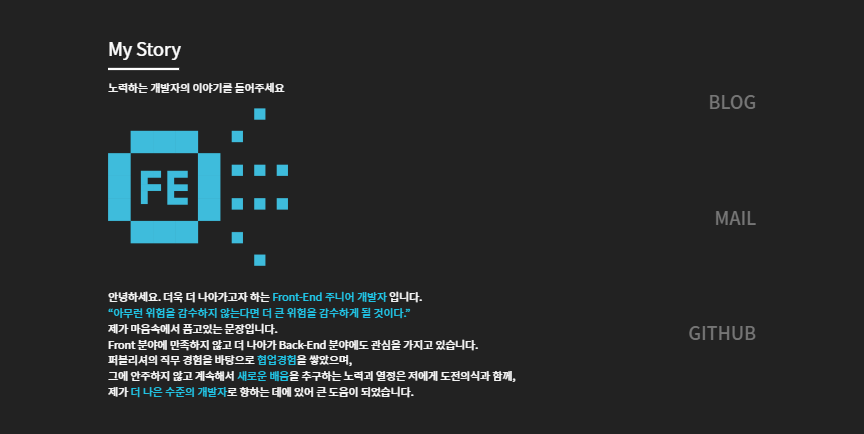 My Story
노력하는 개발자의 이야기를 들어주세요
FE
안녕하세요. 더욱 더 나아가고자 하는 Front-End 주니어 개발자 입니다.
“아무런 위험을 감수하지 않는다면 더 큰 위험을 감수하게 될 것이다.”
제가 마음속에서 품고있는 문장입니다.
Front 분야에 만족하지 않고 더 나아가 Back-End 분야에도 관심을 가지고 있습니다.
퍼블리셔의 직무 경험을 바탕으로 협업경험을 쌓았으며,
그에 안주하지 않고 계속해서 새로운 배움을 추구하는 노력과 열정은 저에게 도전의식과 함께,
제가 더 나은 수준의 개발자로 향하는 데에 있어 큰 도움이 되었습니다.
BLOG
MAIL
GITHUB